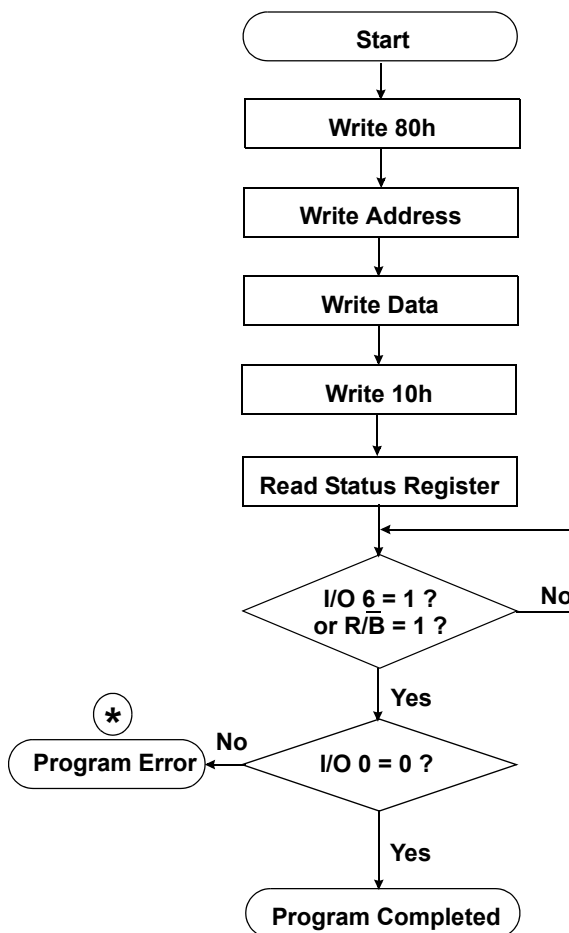 Start
Write 80h
Write Address
Write Data
Write 10h
Read Status Register
I/O 6 = 1 ?
or R/B̅ = 1 ?
No
Yes
*
No
Program Error
I/O 0 = 0 ?
Yes
Program Completed